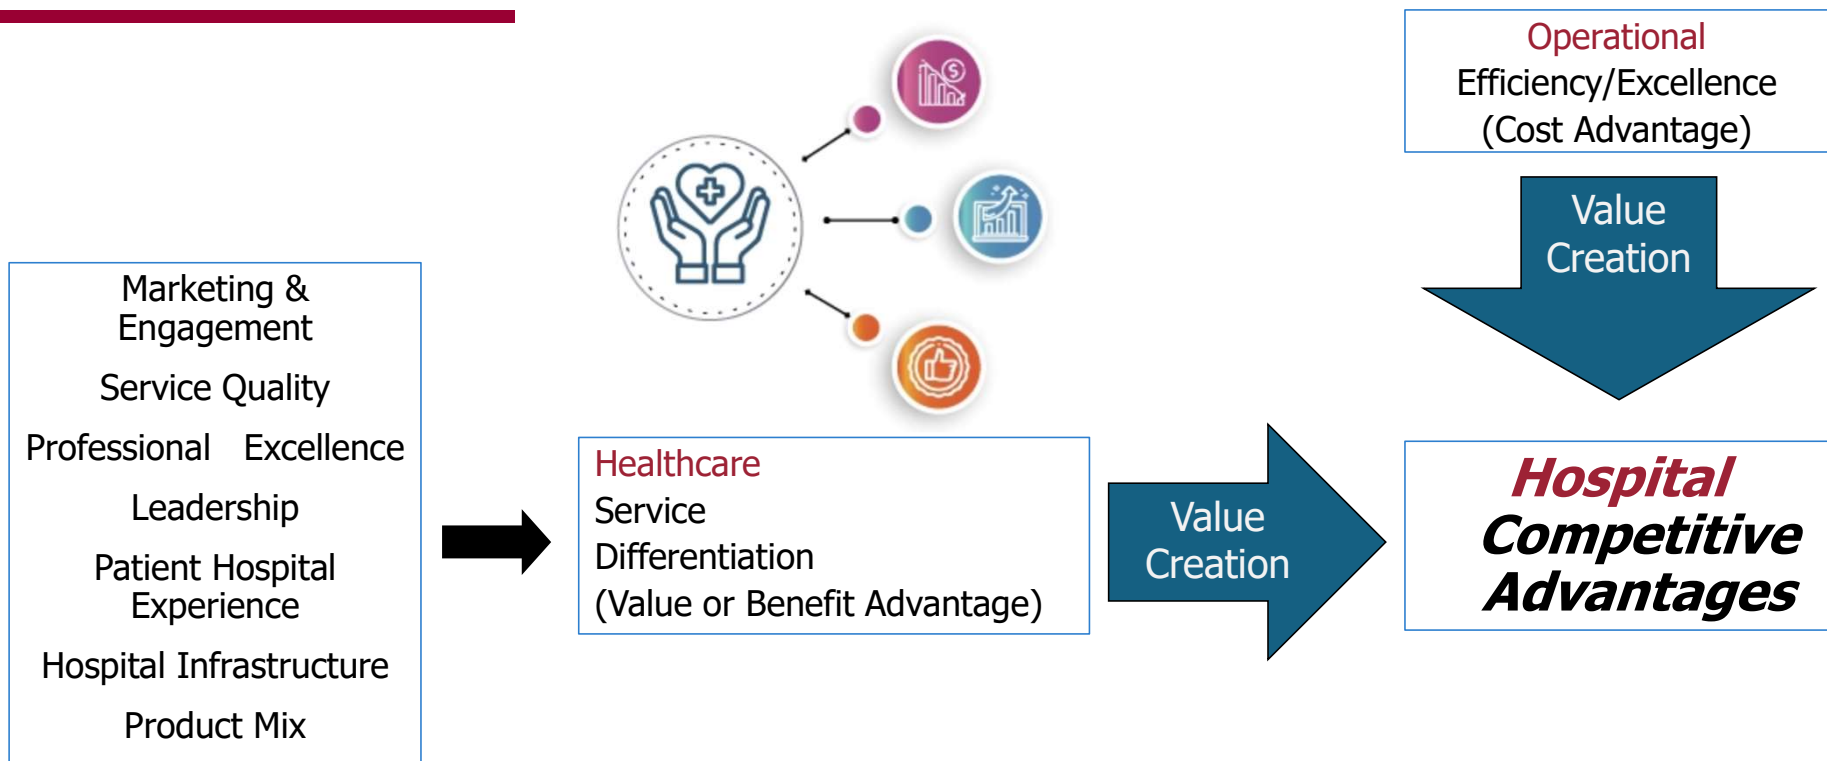 Operational
Efficiency/Excellence
(Cost Advantage)
Value
Creation
Marketing &
Engagement
Service Quality
Professional Excellence
Leadership
Patient Hospital
Experience
Hospital Infrastructure
Product Mix
Healthcare
Service
Differentiation
(Value or Benefit Advantage)
Value
Creation
Hospital
Competitive
Advantages